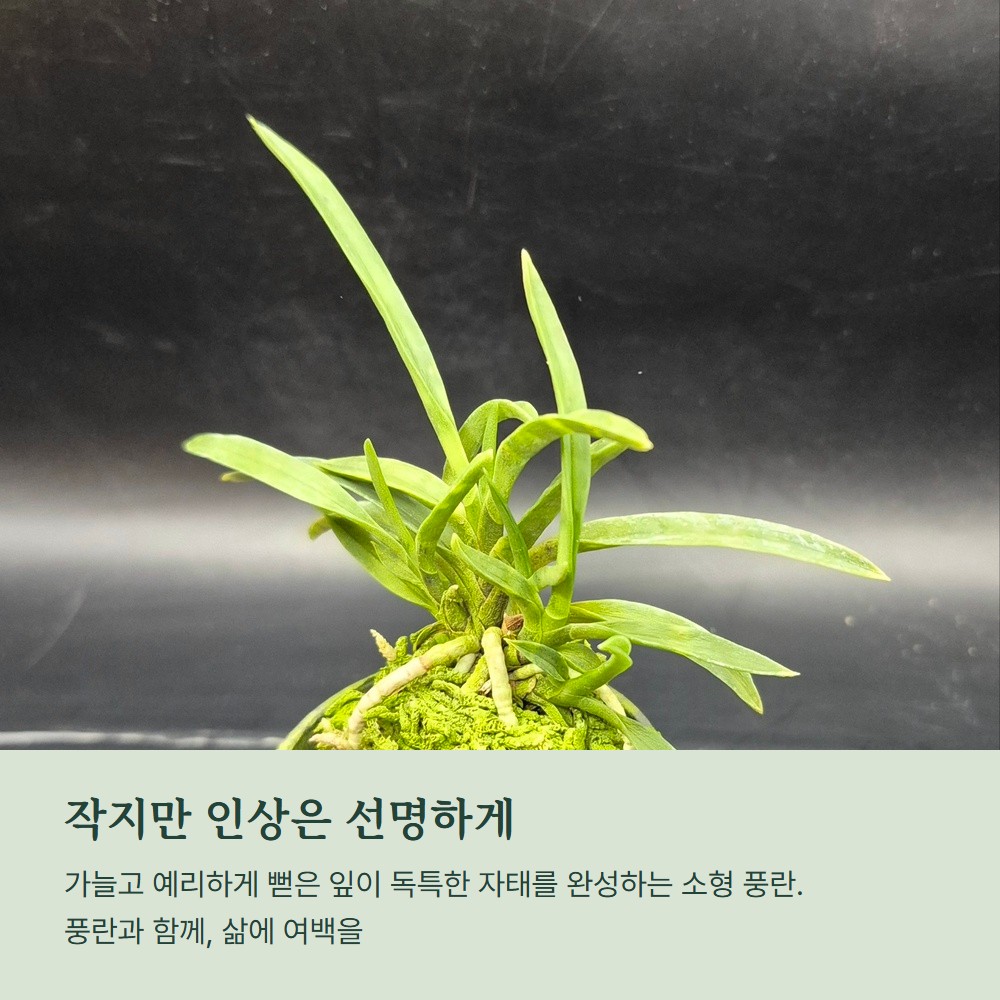 작지만 인상은 선명하게
가늘고 예리하게 뻗은 잎이 독특한 자태를 완성하는 소형 풍란.
풍란과 함께, 삶에 여백을